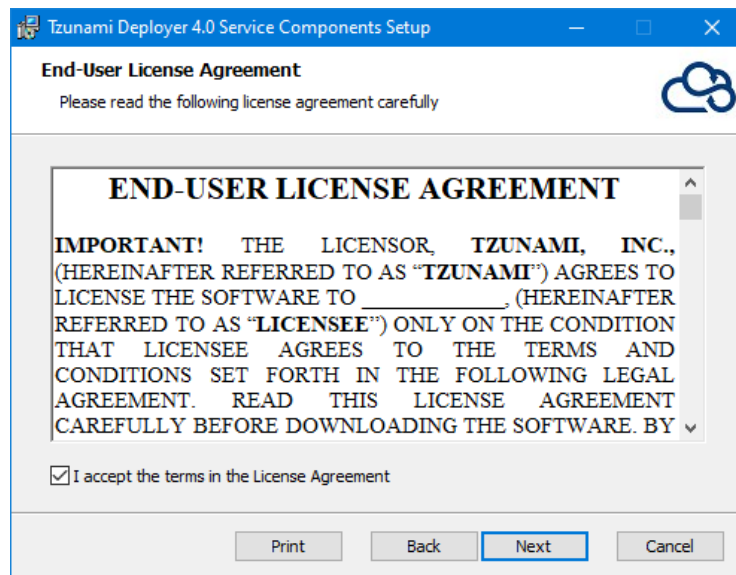 Tzunami Deployer 4.0 Service Components Setup
End-User License Agreement
Please read the following license agreement carefully
END-USER LICENSE AGREEMENT
IMPORTANT! THE LICENSOR, TZUNAMI, INC.,
(HEREINAFTER REFERRED TO AS “TZUNAMI”) AGREES TO
LICENSE THE SOFTWARE TO _____________, (HEREINAFTER
REFERRED TO AS “LICENSEE”) ONLY ON THE CONDITION
THAT LICENSEE AGREES TO THE TERMS AND
CONDITIONS SET FORTH IN THE FOLLOWING LEGAL
AGREEMENT. READ THIS LICENSE AGREEMENT
CAREFULLY BEFORE DOWNLOADING THE SOFTWARE. BY
I accept the terms in the License Agreement
Print Back Next Cancel